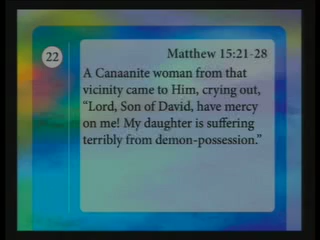 Matthew 15:21-28
22
A Canaanite woman from that
vicinity came to Him, crying out,
“Lord, Son of David, have mercy
on me! My daughter is suffering
terribly from demon-possession.”